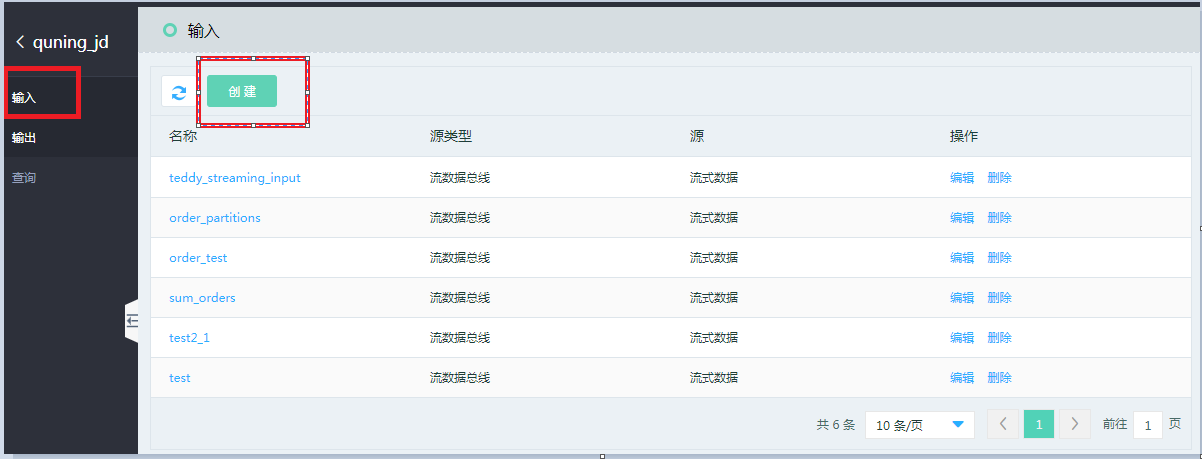 quning_jd
输入
输出
查询
输入
创建
名称 源类型 源 操作
teddy_streaming_input 流数据总线 流式数据 编辑 删除
order_partitions 流数据总线 流式数据 编辑 删除
order_test 流数据总线 流式数据 编辑 删除
sum_orders 流数据总线 流式数据 编辑 删除
test2_1 流数据总线 流式数据 编辑 删除
test 流数据总线 流式数据 编辑 删除
共 6 条 10 条/页 1 前往 1 页